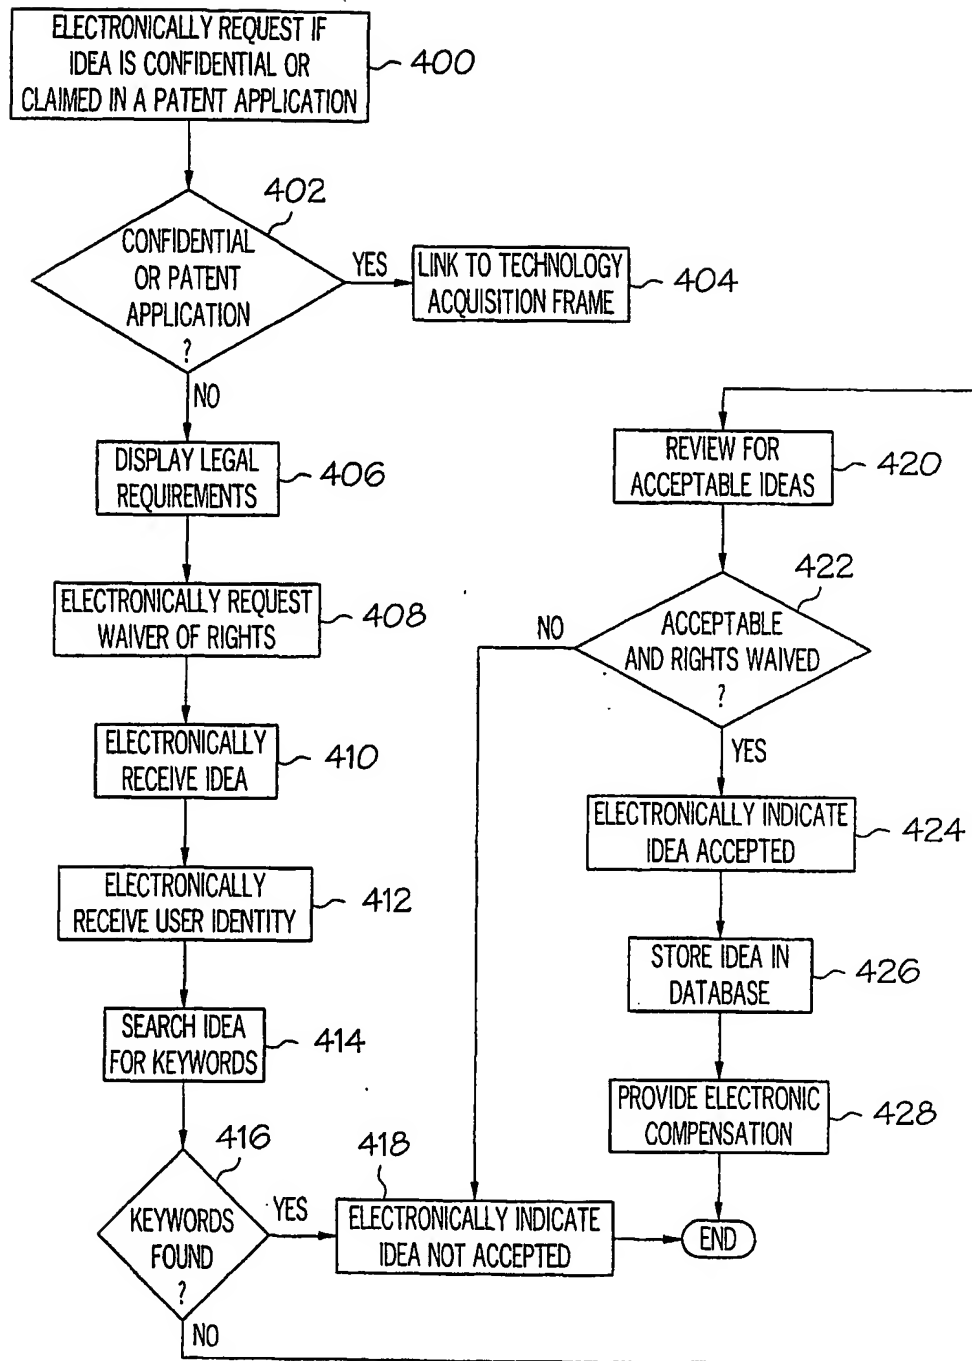 ELECTRONICALLY REQUEST IF
IDEA IS CONFIDENTIAL OR
CLAIMED IN A PATENT APPLICATION
400
402
CONFIDENTIAL
OR PATENT
APPLICATION
?
YES
LINK TO TECHNOLOGY
ACQUISITION FRAME
404
NO
DISPLAY LEGAL
REQUIREMENTS
406
ELECTRONICALLY REQUEST
WAIVER OF RIGHTS
408
ELECTRONICALLY
RECEIVE IDEA
410
ELECTRONICALLY
RECEIVE USER IDENTITY
412
SEARCH IDEA
FOR KEYWORDS
414
416
KEYWORDS
FOUND
?
YES
NO
418
ELECTRONICALLY INDICATE
IDEA NOT ACCEPTED
REVIEW FOR
ACCEPTABLE IDEAS
420
422
ACCEPTABLE
AND RIGHTS WAIVED
?
NO
YES
ELECTRONICALLY INDICATE
IDEA ACCEPTED
424
STORE IDEA IN
DATABASE
426
PROVIDE ELECTRONIC
COMPENSATION
428
END